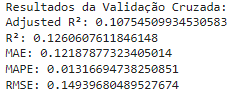 Resultados da Validação Cruzada:
Adjusted R²: 0.10754509934530583
R²: 0.1260607611846148
MAE: 0.12187877323405014
MAPE: 0.01316694738250851
RMSE: 0.14939680489527674